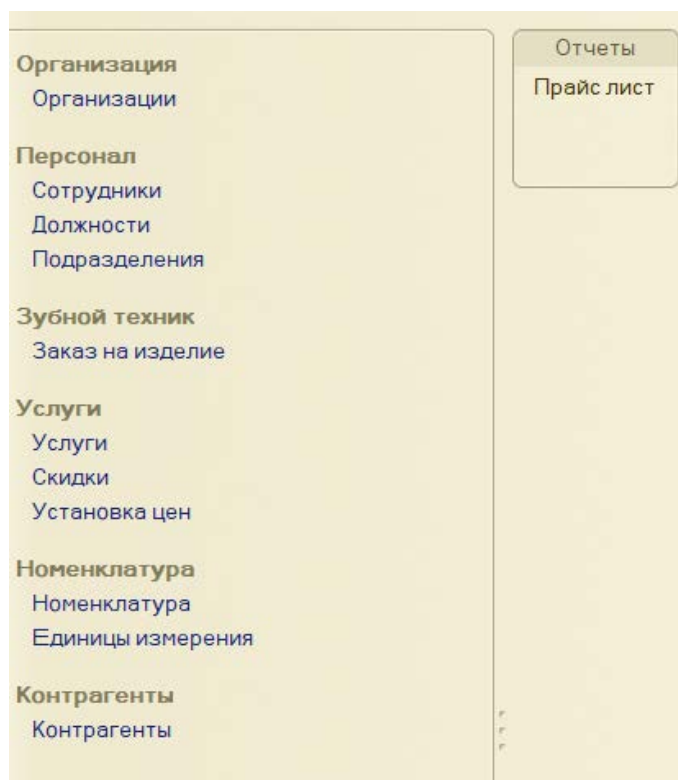 Организация
Организации
Персонал
Сотрудники
Должности
Подразделения
Зубной техник
Заказ на изделие
Услуги
Услуги
Скидки
Установка цен
Номенклатура
Номенклатура
Единицы измерения
Контрагенты
Контрагенты
Отчеты
Прайс лист